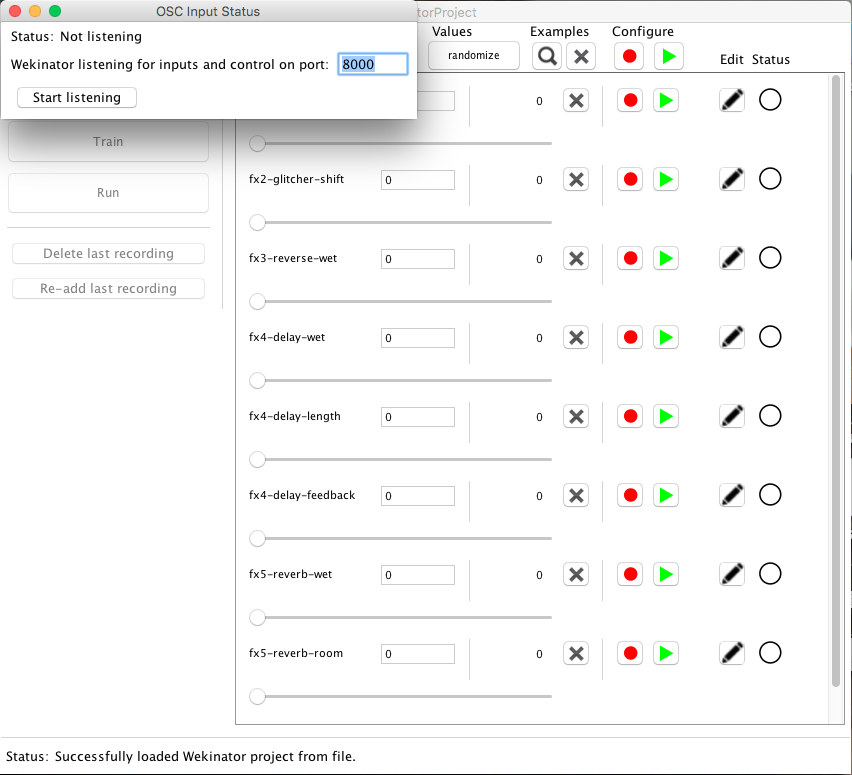 OSC Input Status
torProject
Status: Not listening
Wekinator listening for inputs and control on port: 8000
Start listening
Values
Examples
Configure
randomize
Edit
Status
Train
Run
Delete last recording
Re-add last recording
0
fx2-glitcher-shift
0
0
fx3-reverse-wet
0
0
fx4-delay-wet
0
0
fx4-delay-length
0
0
fx4-delay-feedback
0
0
fx5-reverb-wet
0
0
fx5-reverb-room
0
0
Status: Successfully loaded Wekinator project from file.